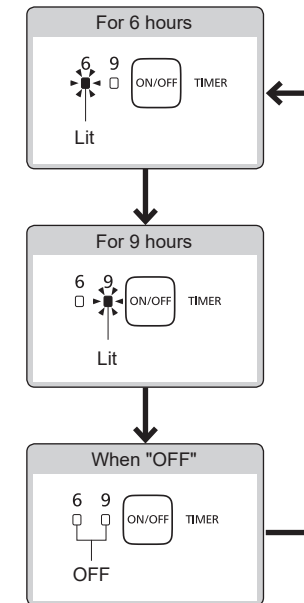 For 6 hours
6 9
ON/OFF TIMER
Lit
For 9 hours
6 9
ON/OFF TIMER
Lit
When "OFF"
6 9
ON/OFF TIMER
OFF